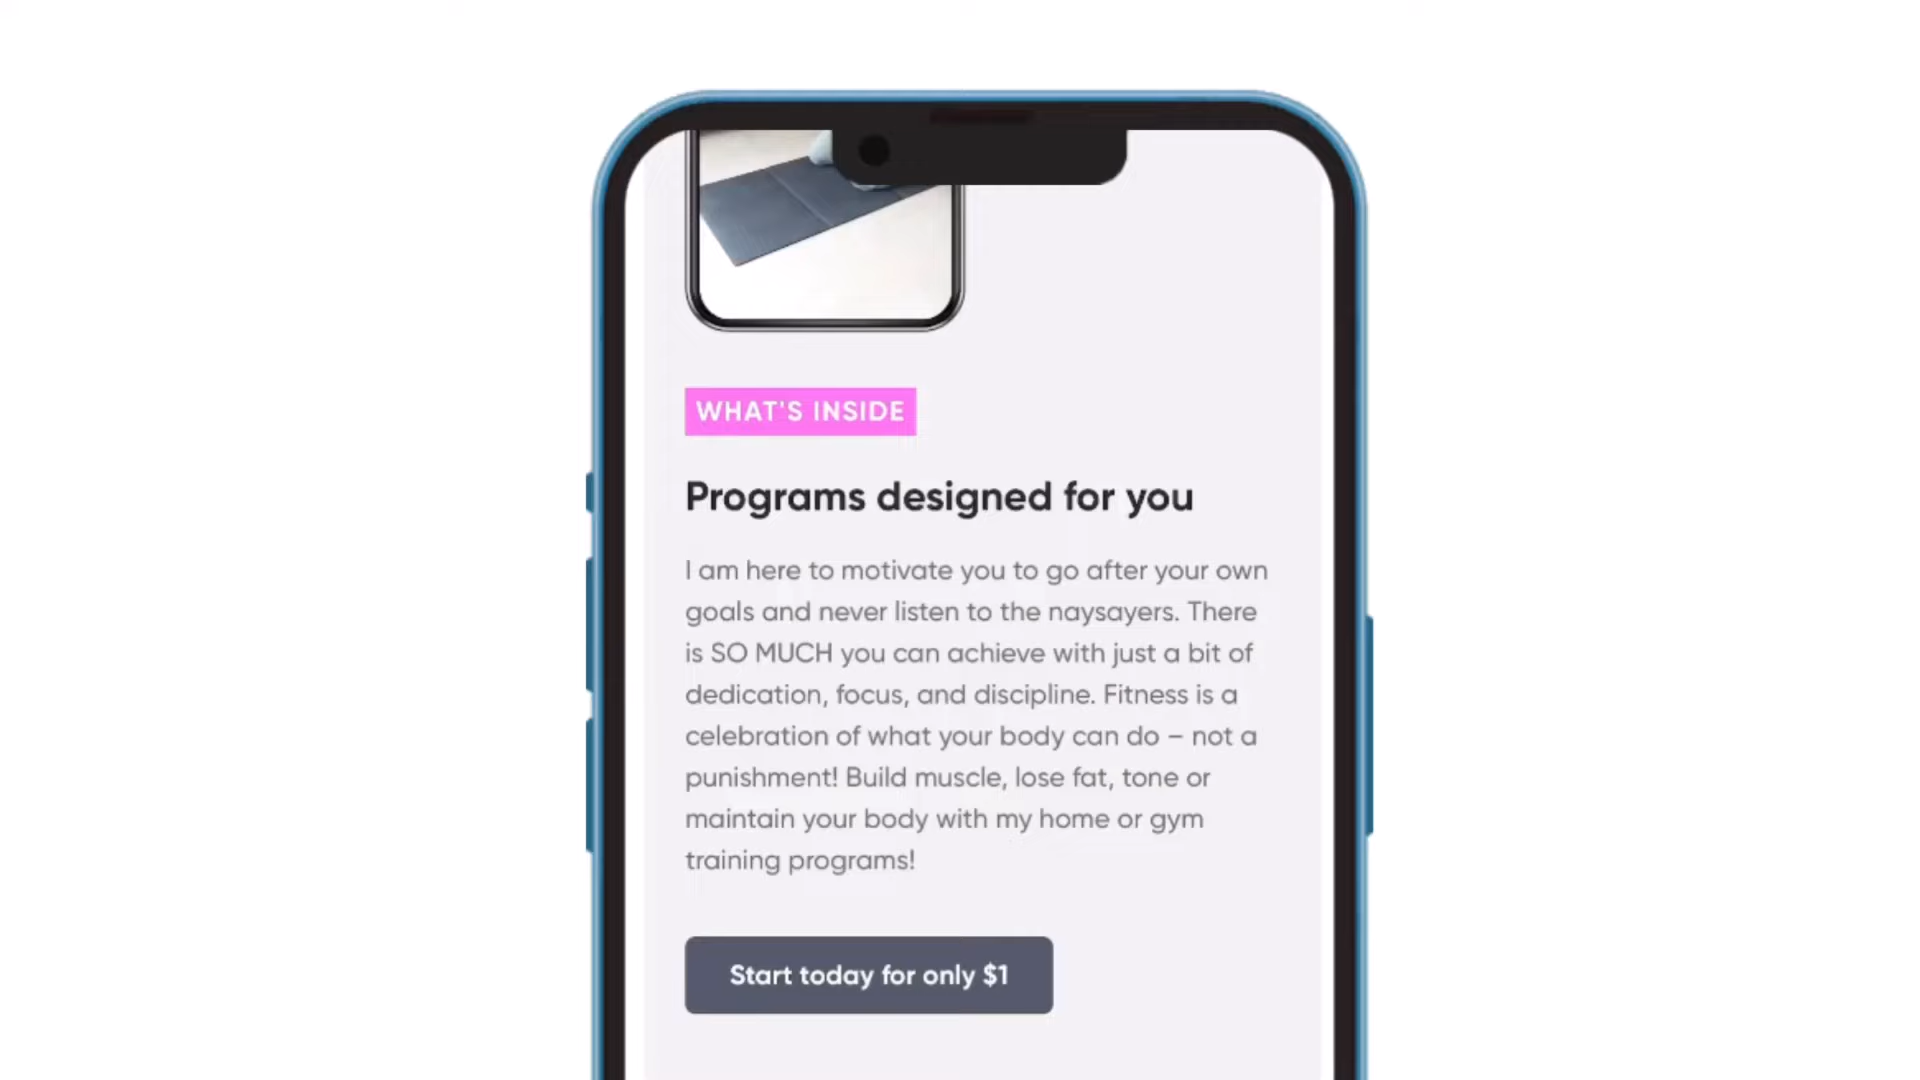 WHAT'S INSIDE
Programs designed for you
I am here to motivate you to go after your own
goals and never listen to the naysayers. There
is SO MUCH you can achieve with just a bit of
dedication, focus, and discipline. Fitness is a
celebration of what your body can do – not a
punishment! Build muscle, lose fat, tone or
maintain your body with my home or gym
training programs!
Start today for only $1